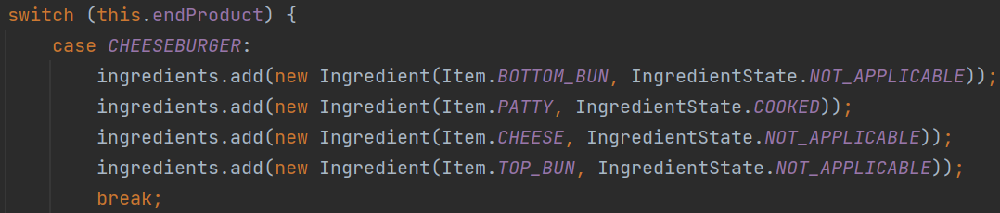 switch (this.endProduct) {
case CHEESEBURGER:
ingredients.add(new Ingredient(Item.BOTTOM_BUN, IngredientState.NOT_APPLICABLE));
ingredients.add(new Ingredient(Item.PATTY, IngredientState.COOKED));
ingredients.add(new Ingredient(Item.CHEESE, IngredientState.NOT_APPLICABLE));
ingredients.add(new Ingredient(Item.TOP_BUN, IngredientState.NOT_APPLICABLE));
break;